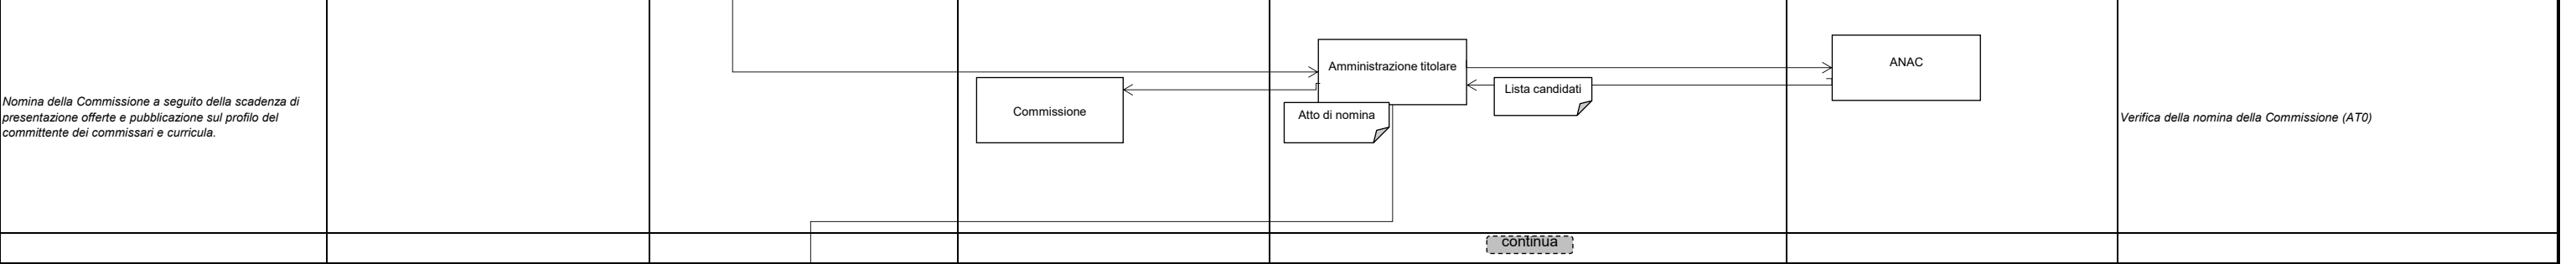 Nomina della Commissione a seguito della scadenza di
presentazione offerte e pubblicazione sul profilo del
committente dei commissari e curricula.
Commissione
Amministrazione titolare
Atto di nomina
Lista candidati
ANAC
Verifica della nomina della Commissione (AT0)
continua